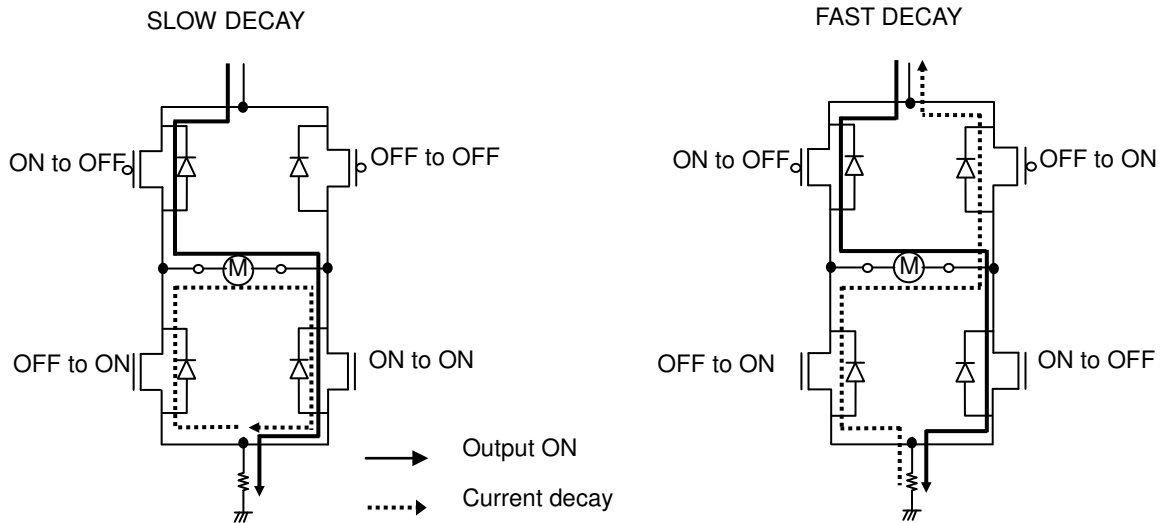 SLOW DECAY
ON to OFF
OFF to OFF
M
OFF to ON
ON to ON
FAST DECAY
ON to OFF
OFF to ON
M
OFF to ON
ON to OFF
Output ON
Current decay